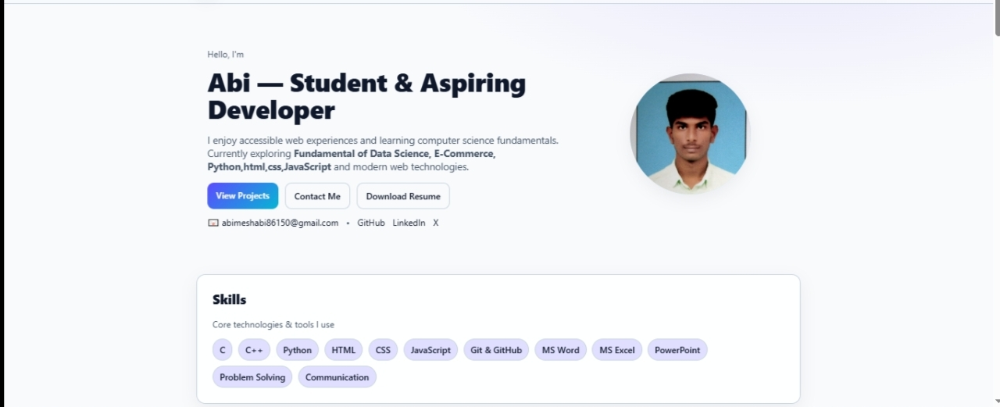 Hello, I'm
Abi — Student & Aspiring
Developer
I enjoy accessible web experiences and learning computer science fundamentals.
Currently exploring Fundamental of Data Science, E-Commerce,
Python,html,css,JavaScript and modern web technologies.
View Projects Contact Me Download Resume
abimeshabi86150@gmail.com • GitHub LinkedIn X
Skills
Core technologies & tools I use
C C++ Python HTML CSS JavaScript Git & GitHub MS Word MS Excel PowerPoint
Problem Solving Communication